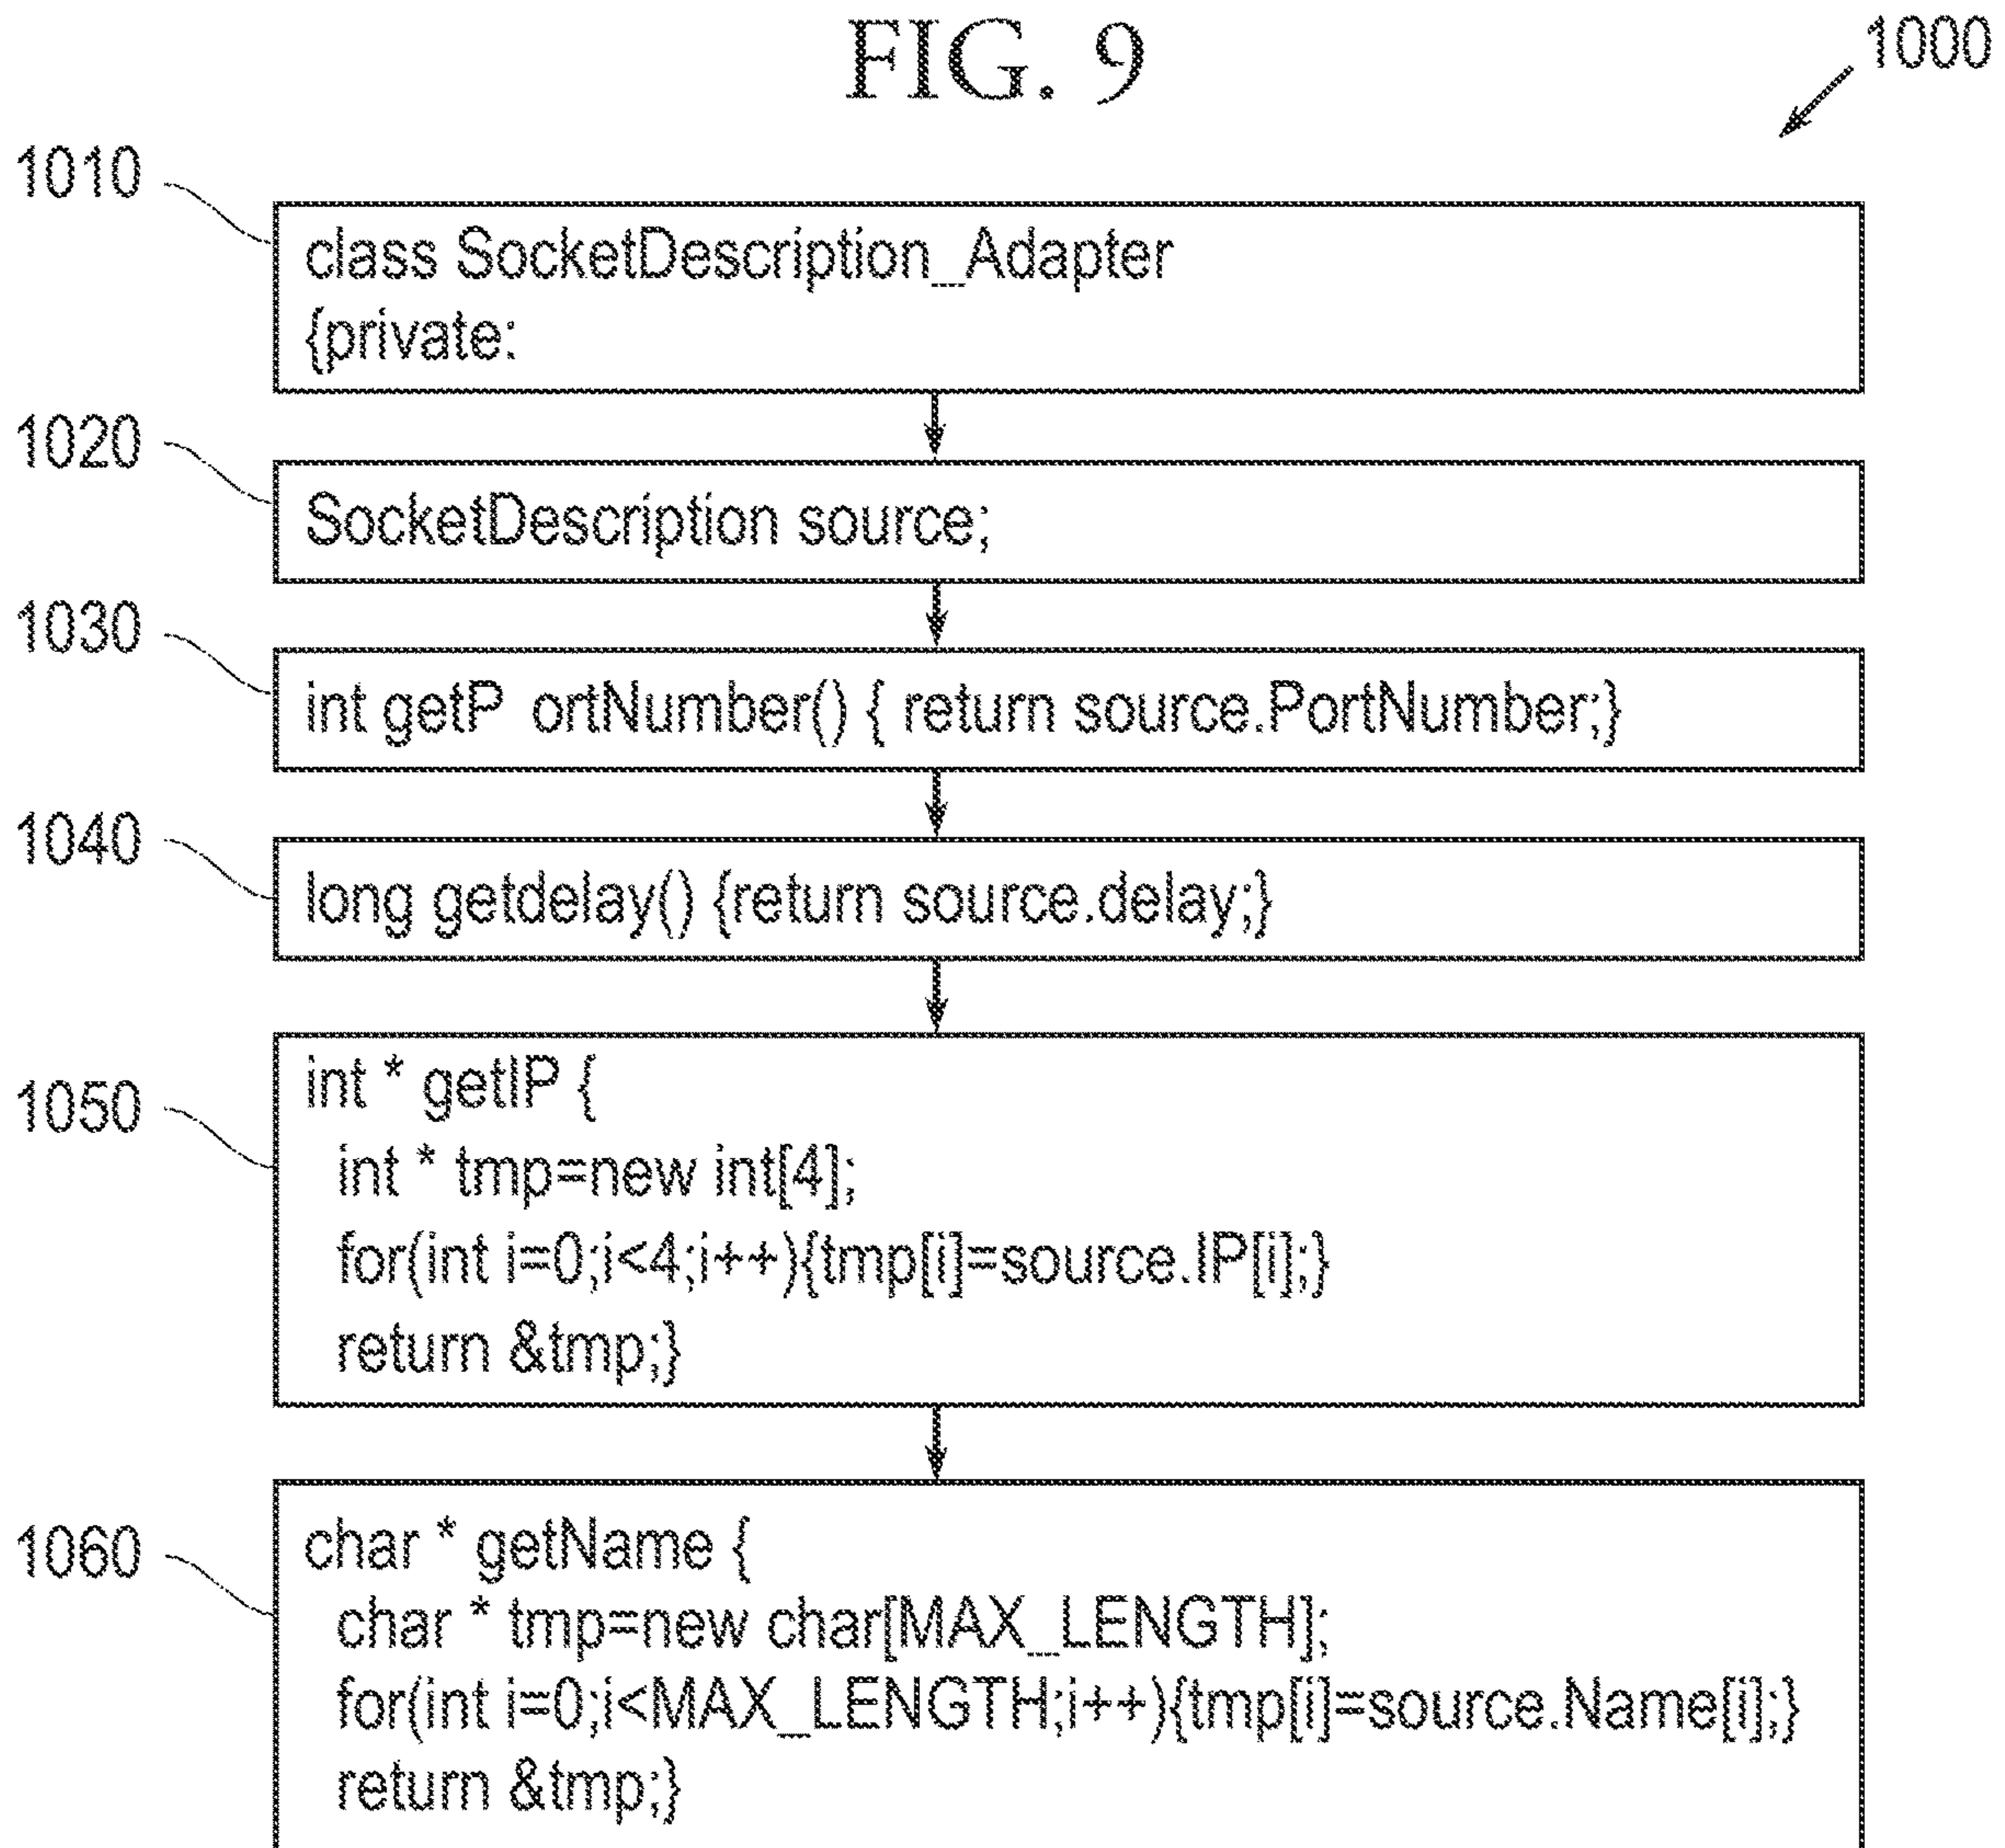 FIG. 9
1000
1010
class SocketDescription_Adapter
{private:
1020
SocketDescription source;
1030
int getP ortNumber() { return source.PortNumber;}
1040
long getdelay() {return source.delay;}
1050
int * getIP {
int * tmp=new int[4];
for(int i=0;i<4;i++){tmp[i]=source.IP[i];}
return &tmp;}
1060
char * getName {
char * tmp=new char[MAX_LENGTH];
for(int i=0;i<MAX_LENGTH;i++){tmp[i]=source.Name[i];}
return &tmp;}